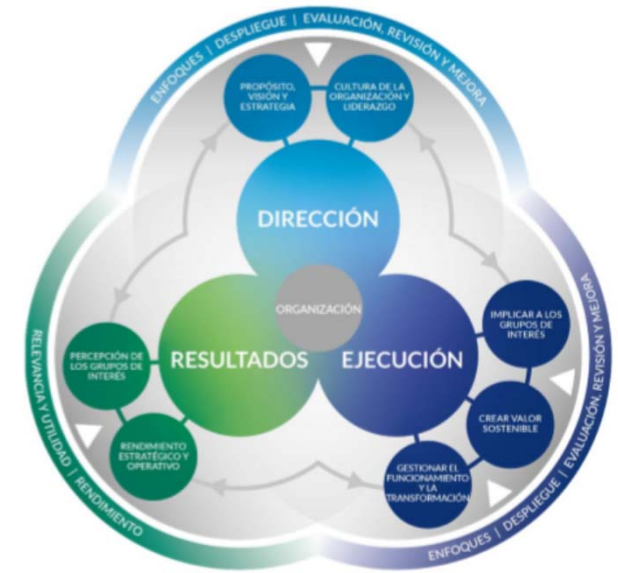 ENFOQUES | DESPLIEGUE | EVALUACIÓN, REVISIÓN Y MEJORA
PROPÓSITO,
VISIÓN Y
ESTRATEGIA
CULTURA DE LA
ORGANIZACIÓN Y
LIDERAZGO
DIRECCIÓN
ORGANIZACIÓN
RESULTADOS
EJECUCIÓN
PERCEPCIÓN DE
LOS GRUPOS DE
INTERÉS
RENDIMIENTO
ESTRATÉGICO Y
OPERATIVO
IMPLICAR A LOS
GRUPOS DE
INTERÉS
CREAR VALOR
SOSTENIBLE
GESTIONAR EL
FUNCIONAMIENTO
Y LA
TRANSFORMACIÓN
RELEVANCIA Y UTILIDAD | RENDIMIENTO
ENFOQUES | DESPLIEGUE | EVALUACIÓN, REVISIÓN Y MEJORA